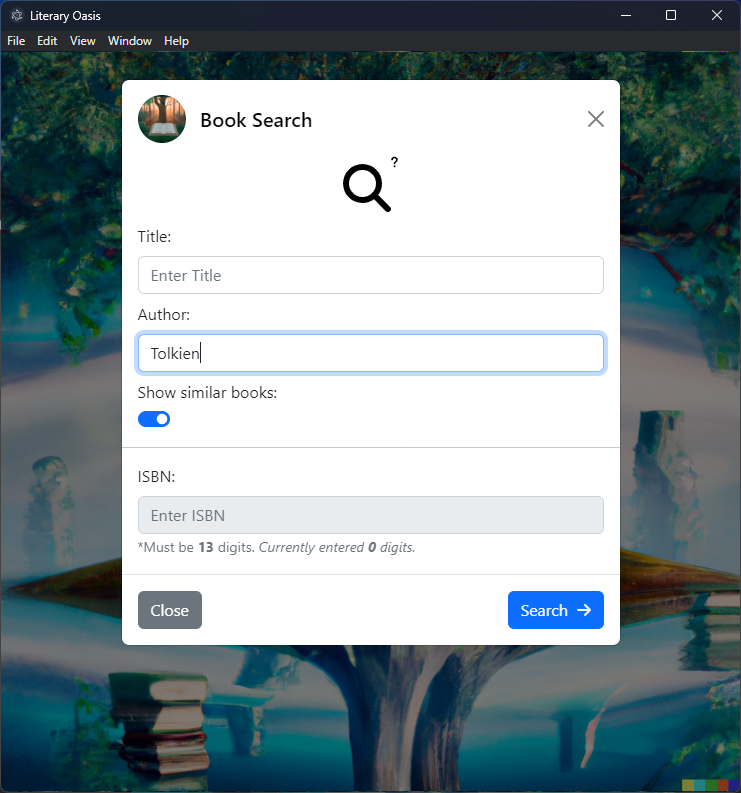 Literary Oasis
File Edit View Window Help
Book Search
?
Title:
Enter Title
Author:
Tolkien
Show similar books:
ISBN:
Enter ISBN
*Must be 13 digits. Currently entered 0 digits.
Close
Search →